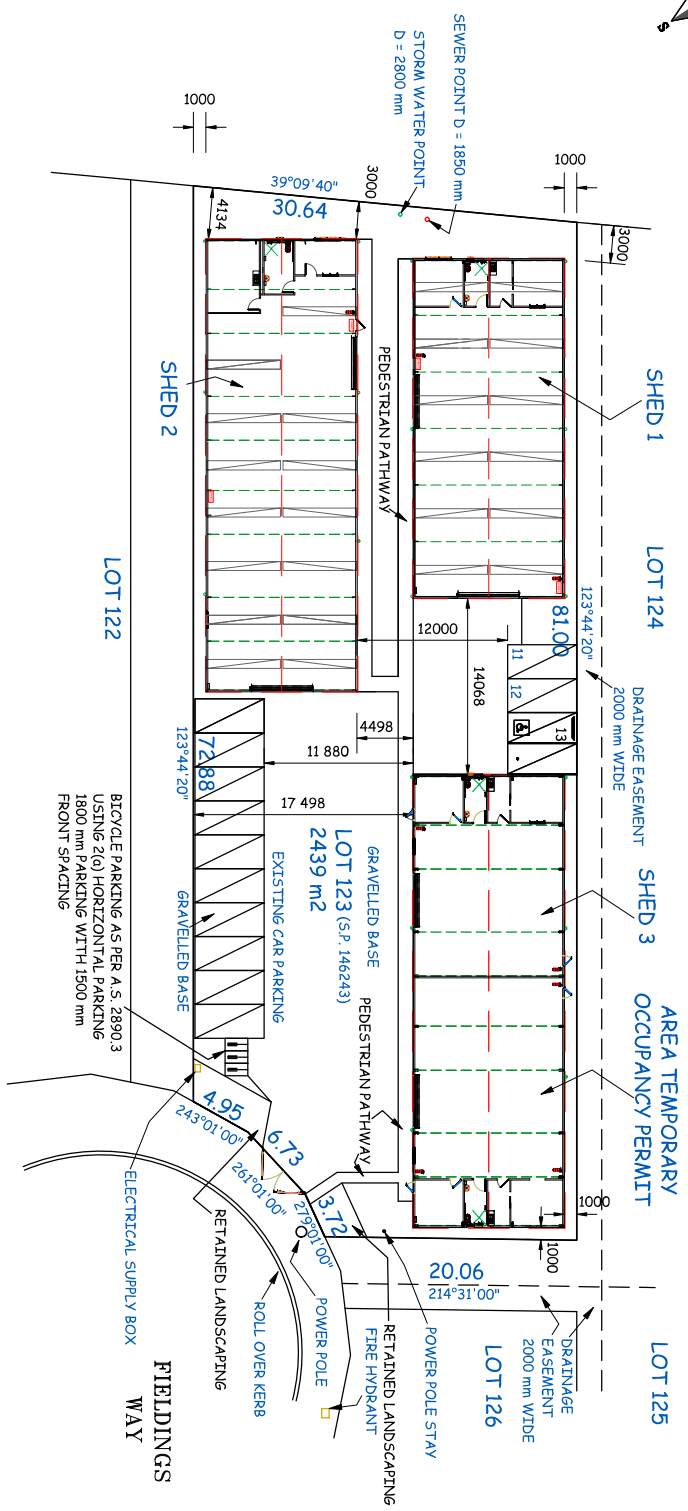 S
SEWER POINT D = 1850 mm
STORM WATER POINT
D = 2800 mm
1000
1000
39°09'40"
30.64
3000
4134
3000
SHED 1
SHED 2
PEDESTRIAN PATHWAY
LOT 124
LOT 122
123°44'20"
81.00
12000
14068
11
12
13
DRAINAGE EASEMENT
2000 mm WIDE
4498
11 880
17 498
72.88
123°44'20"
LOT 123 (S.P. 146243)
2439 m2
GRAVELLED BASE
EXISTING CAR PARKING
GRAVELLED BASE
SHED 3
BICYCLE PARKING AS PER A.S. 2890.3
USING 2(a) HORIZONTAL PARKING
1800 mm PARKING WITH 1500 mm
FRONT SPACING
AREA TEMPORARY
OCCUPANCY PERMIT
PEDESTRIAN PATHWAY
4.95
243°01'00"
6.73
261°01'00"
3.72
279°01'00"
1000
1000
20.06
214°31'00"
ELECTRICAL SUPPLY BOX
RETAINED LANDSCAPING
ROLL OVER KERB
POWER POLE
RETAINED LANDSCAPING
FIRE HYDRANT
POWER POLE STAY
LOT 126
DRAINAGE
EASEMENT
2000 mm WIDE
LOT 125
FIELDINGS
WAY